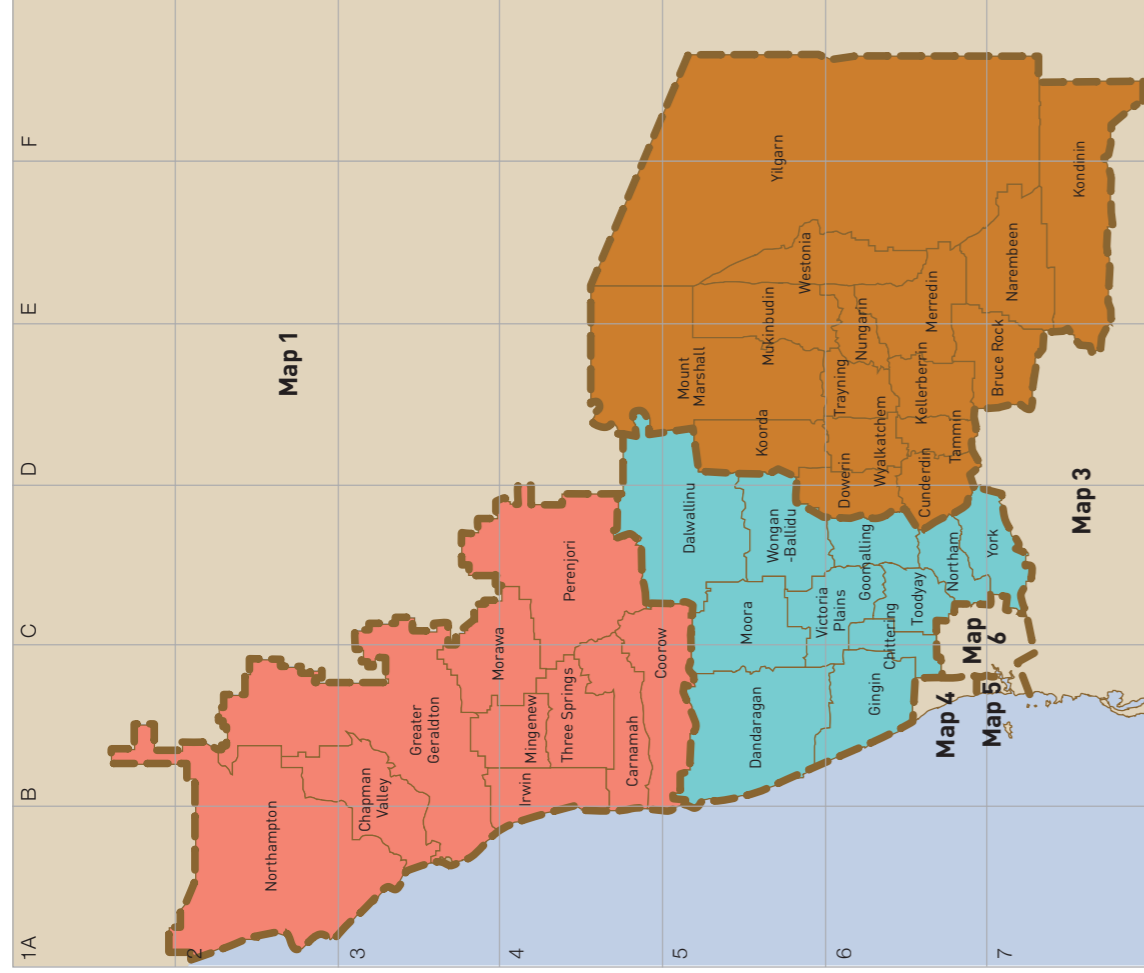 1A
B
C
D
E
F
2
Map 1
Northampton
3
Chapman
Valley
Greater
Geraldton
4
Morawa
Irwin
Mingenew
Three Springs
Perenjori
Carnamah
5
Coorow
Mount
Marshall
Dalwallinu
Moora
Dandaragan
Koorda
Mukinbudin
Yilgarn
Wongan
-Ballidu
Westonia
Victoria
Plains
6
Dowerin
Trayning
Nungarin
Goomalling
Gingin
Chittering
Wyalkatchem
Toodyay
Cunderdin
Kellerberrin
Merredin
Northam
Tammin
Map 4
Map
6
York
Bruce Rock
Narembeen
Map 5
7
Kondinin
Map 3